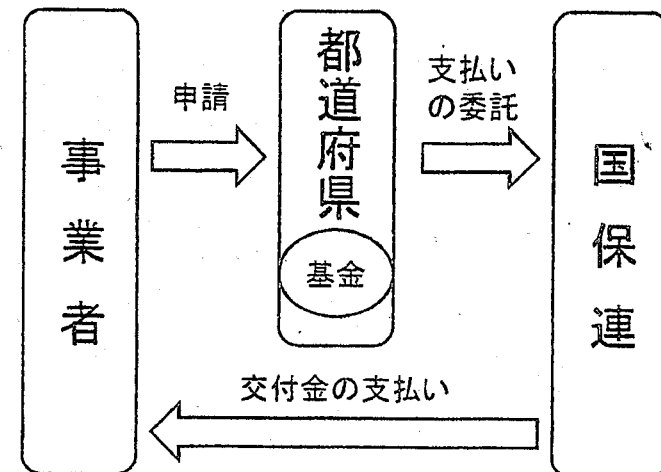 事業者
申請
都道府県
基金
支払い
の委託
国保連
交付金の支払い